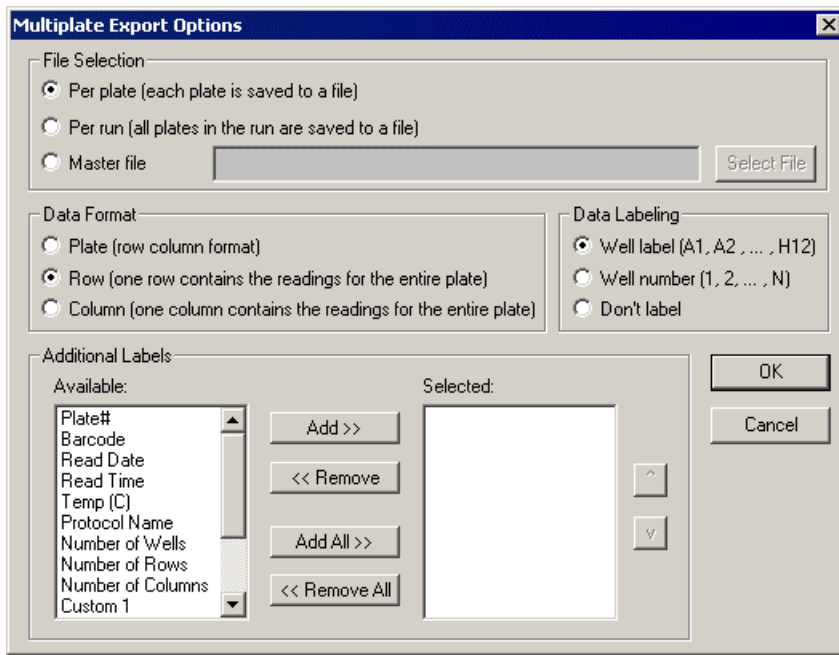 Multiplate Export Options
File Selection
Per plate (each plate is saved to a file)
Per run (all plates in the run are saved to a file)
Master file
Select File
Data Format
Plate (row column format)
Row (one row contains the readings for the entire plate)
Column (one column contains the readings for the entire plate)
Data Labeling
Well label (A1, A2 , ... , H12)
Well number (1, 2, ... , N)
Don't label
Additional Labels
Available:
Plate#
Barcode
Read Date
Read Time
Temp (C)
Protocol Name
Number of Wells
Number of Rows
Number of Columns
Custom 1
Add >>
<< Remove
Add All >>
<< Remove All
Selected:
^
v
OK
Cancel